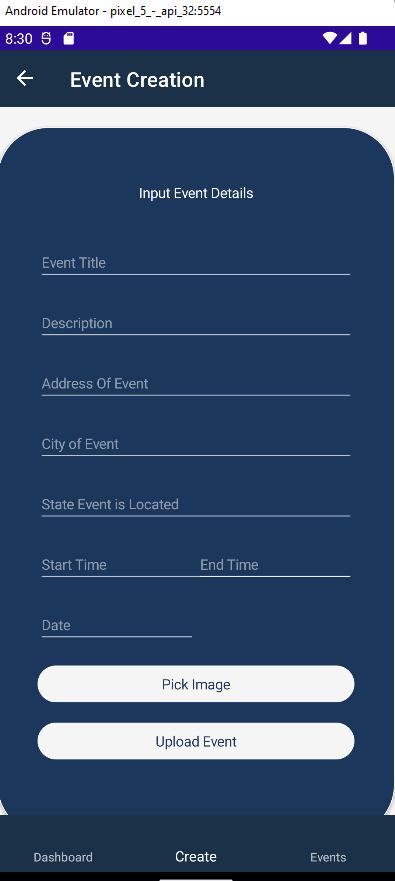 Android Emulator - pixel_5_-_api_32:5554
8:30
Event Creation
Input Event Details
Event Title
Description
Address Of Event
City of Event
State Event is Located
Start Time End Time
Date
Pick Image
Upload Event
Dashboard Create Events